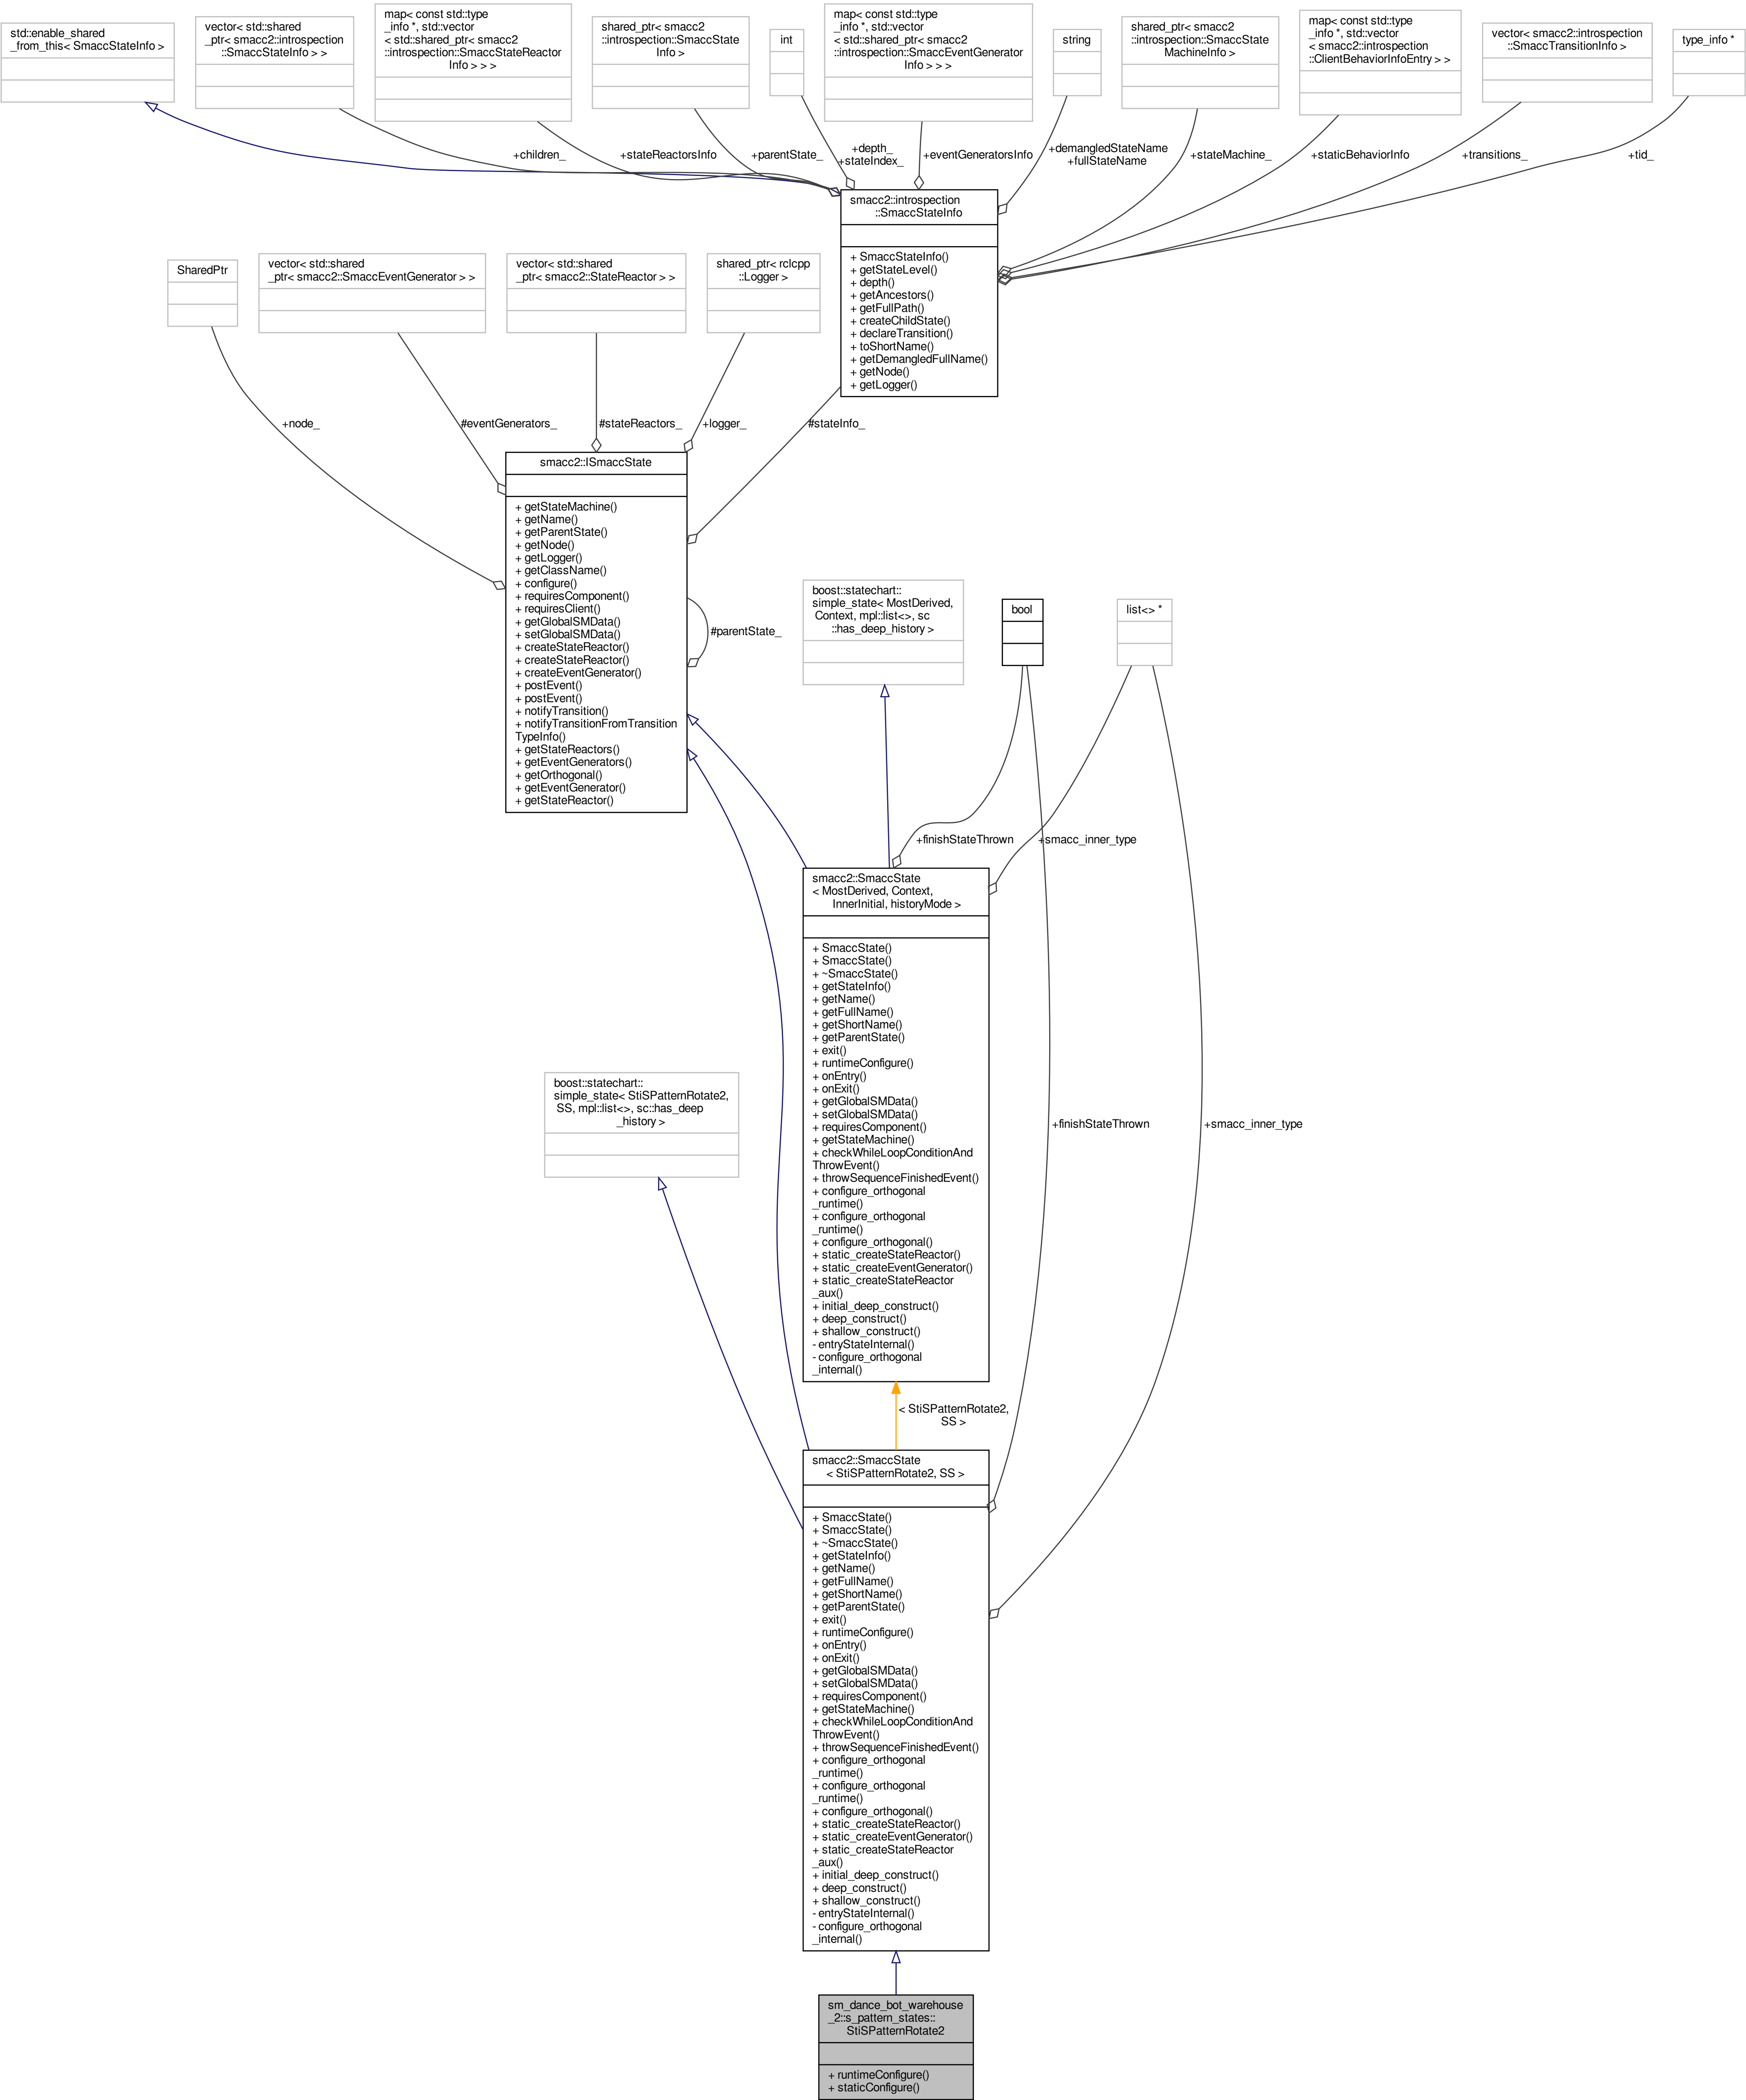 std::enable_shared
_from_this< SmaccStateInfo >
vector< std::shared
_ptr< smacc2::introspection
::SmaccStateInfo > >
map< const std::type
_info *, std::vector
< std::shared_ptr< smacc2
::introspection::SmaccStateReactor
Info > > >
shared_ptr< smacc2
::introspection::SmaccState
Info >
int
map< const std::type
_info *, std::vector
< std::shared_ptr< smacc2
::introspection::SmaccEventGenerator
Info > > >
string
shared_ptr< smacc2
::introspection::SmaccState
MachineInfo >
map< const std::type
_info *, std::vector
< smacc2::introspection
::ClientBehaviorInfoEntry > >
vector< smacc2::introspection
::SmaccTransitionInfo >
type_info *
+children_
+stateReactorsInfo
+parentState_
+depth_
+stateIndex_
+eventGeneratorsInfo
+demangledStateName
+fullStateName
+stateMachine_
+staticBehaviorInfo
+transitions_
+tid_
smacc2::introspection
::SmaccStateInfo
+ SmaccStateInfo()
+ getStateLevel()
+ depth()
+ getAncestors()
+ getFullPath()
+ createChildState()
+ declareTransition()
+ toShortName()
+ getDemangledFullName()
+ getNode()
+ getLogger()
SharedPtr
vector< std::shared
_ptr< smacc2::SmaccEventGenerator > >
vector< std::shared
_ptr< smacc2::StateReactor > >
shared_ptr< rclcpp
::Logger >
+node_
#eventGenerators_
#stateReactors_
+logger_
#stateInfo_
smacc2::ISmaccState
+ getStateMachine()
+ getName()
+ getParentState()
+ getNode()
+ getLogger()
+ getClassName()
+ configure()
+ requiresComponent()
+ requiresClient()
+ getGlobalSMData()
+ setGlobalSMData()
+ createStateReactor()
+ createStateReactor()
+ createEventGenerator()
+ postEvent()
+ postEvent()
+ notifyTransition()
+ notifyTransitionFromTransition
TypeInfo()
+ getStateReactors()
+ getEventGenerators()
+ getOrthogonal()
+ getEventGenerator()
+ getStateReactor()
#parentState_
boost::statechart::
simple_state< MostDerived,
Context, mpl::list<>, sc
::has_deep_history >
bool
list<> *
+finishStateThrown
+smacc_inner_type
smacc2::SmaccState
< MostDerived, Context,
InnerInitial, historyMode >
+ SmaccState()
+ SmaccState()
+ ~SmaccState()
+ getStateInfo()
+ getName()
+ getFullName()
+ getShortName()
+ getParentState()
+ exit()
+ runtimeConfigure()
+ onEntry()
+ onExit()
+ getGlobalSMData()
+ setGlobalSMData()
+ requiresComponent()
+ getStateMachine()
+ checkWhileLoopConditionAnd
ThrowEvent()
+ throwSequenceFinishedEvent()
+ configure_orthogonal
_runtime()
+ configure_orthogonal
_runtime()
+ configure_orthogonal()
+ static_createStateReactor()
+ static_createEventGenerator()
+ static_createStateReactor
_aux()
+ initial_deep_construct()
+ deep_construct()
+ shallow_construct()
- entryStateInternal()
- configure_orthogonal
_internal()
boost::statechart::
simple_state< StiSPatternRotate2,
SS, mpl::list<>, sc::has_deep
_history >
+finishStateThrown
+smacc_inner_type
< StiSPatternRotate2,
SS >
smacc2::SmaccState
< StiSPatternRotate2, SS >
+ SmaccState()
+ SmaccState()
+ ~SmaccState()
+ getStateInfo()
+ getName()
+ getFullName()
+ getShortName()
+ getParentState()
+ exit()
+ runtimeConfigure()
+ onEntry()
+ onExit()
+ getGlobalSMData()
+ setGlobalSMData()
+ requiresComponent()
+ getStateMachine()
+ checkWhileLoopConditionAnd
ThrowEvent()
+ throwSequenceFinishedEvent()
+ configure_orthogonal
_runtime()
+ configure_orthogonal
_runtime()
+ configure_orthogonal()
+ static_createStateReactor()
+ static_createEventGenerator()
+ static_createStateReactor
_aux()
+ initial_deep_construct()
+ deep_construct()
+ shallow_construct()
- entryStateInternal()
- configure_orthogonal
_internal()
sm_dance_bot_warehouse
_2::s_pattern_states::
StiSPatternRotate2
+ runtimeConfigure()
+ staticConfigure()